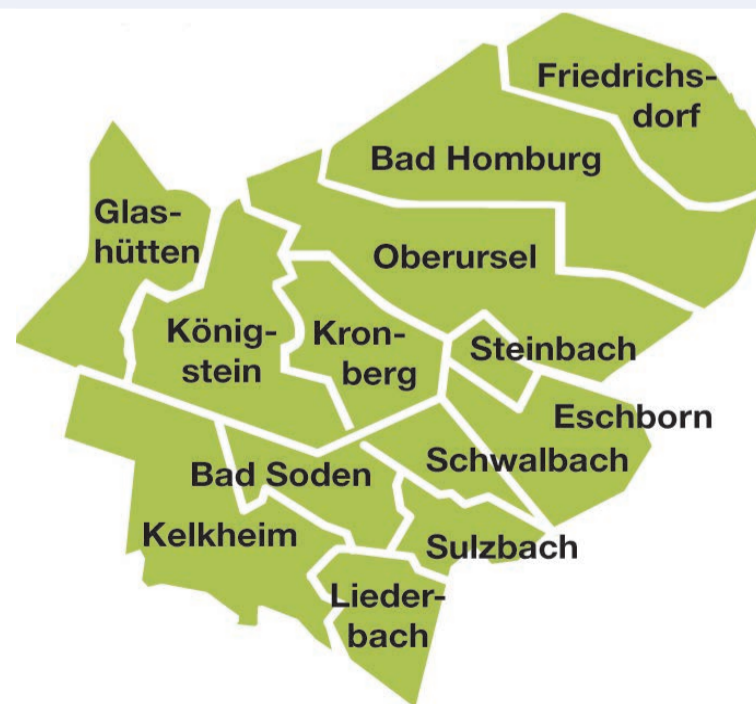 Friedrichs-
dorf
Bad Homburg
Glas-
hütten
Oberursel
König-
stein
Kron-
berg
Steinbach
Eschborn
Schwalbach
Bad Soden
Kelkheim
Sulzbach
Lieder-
bach